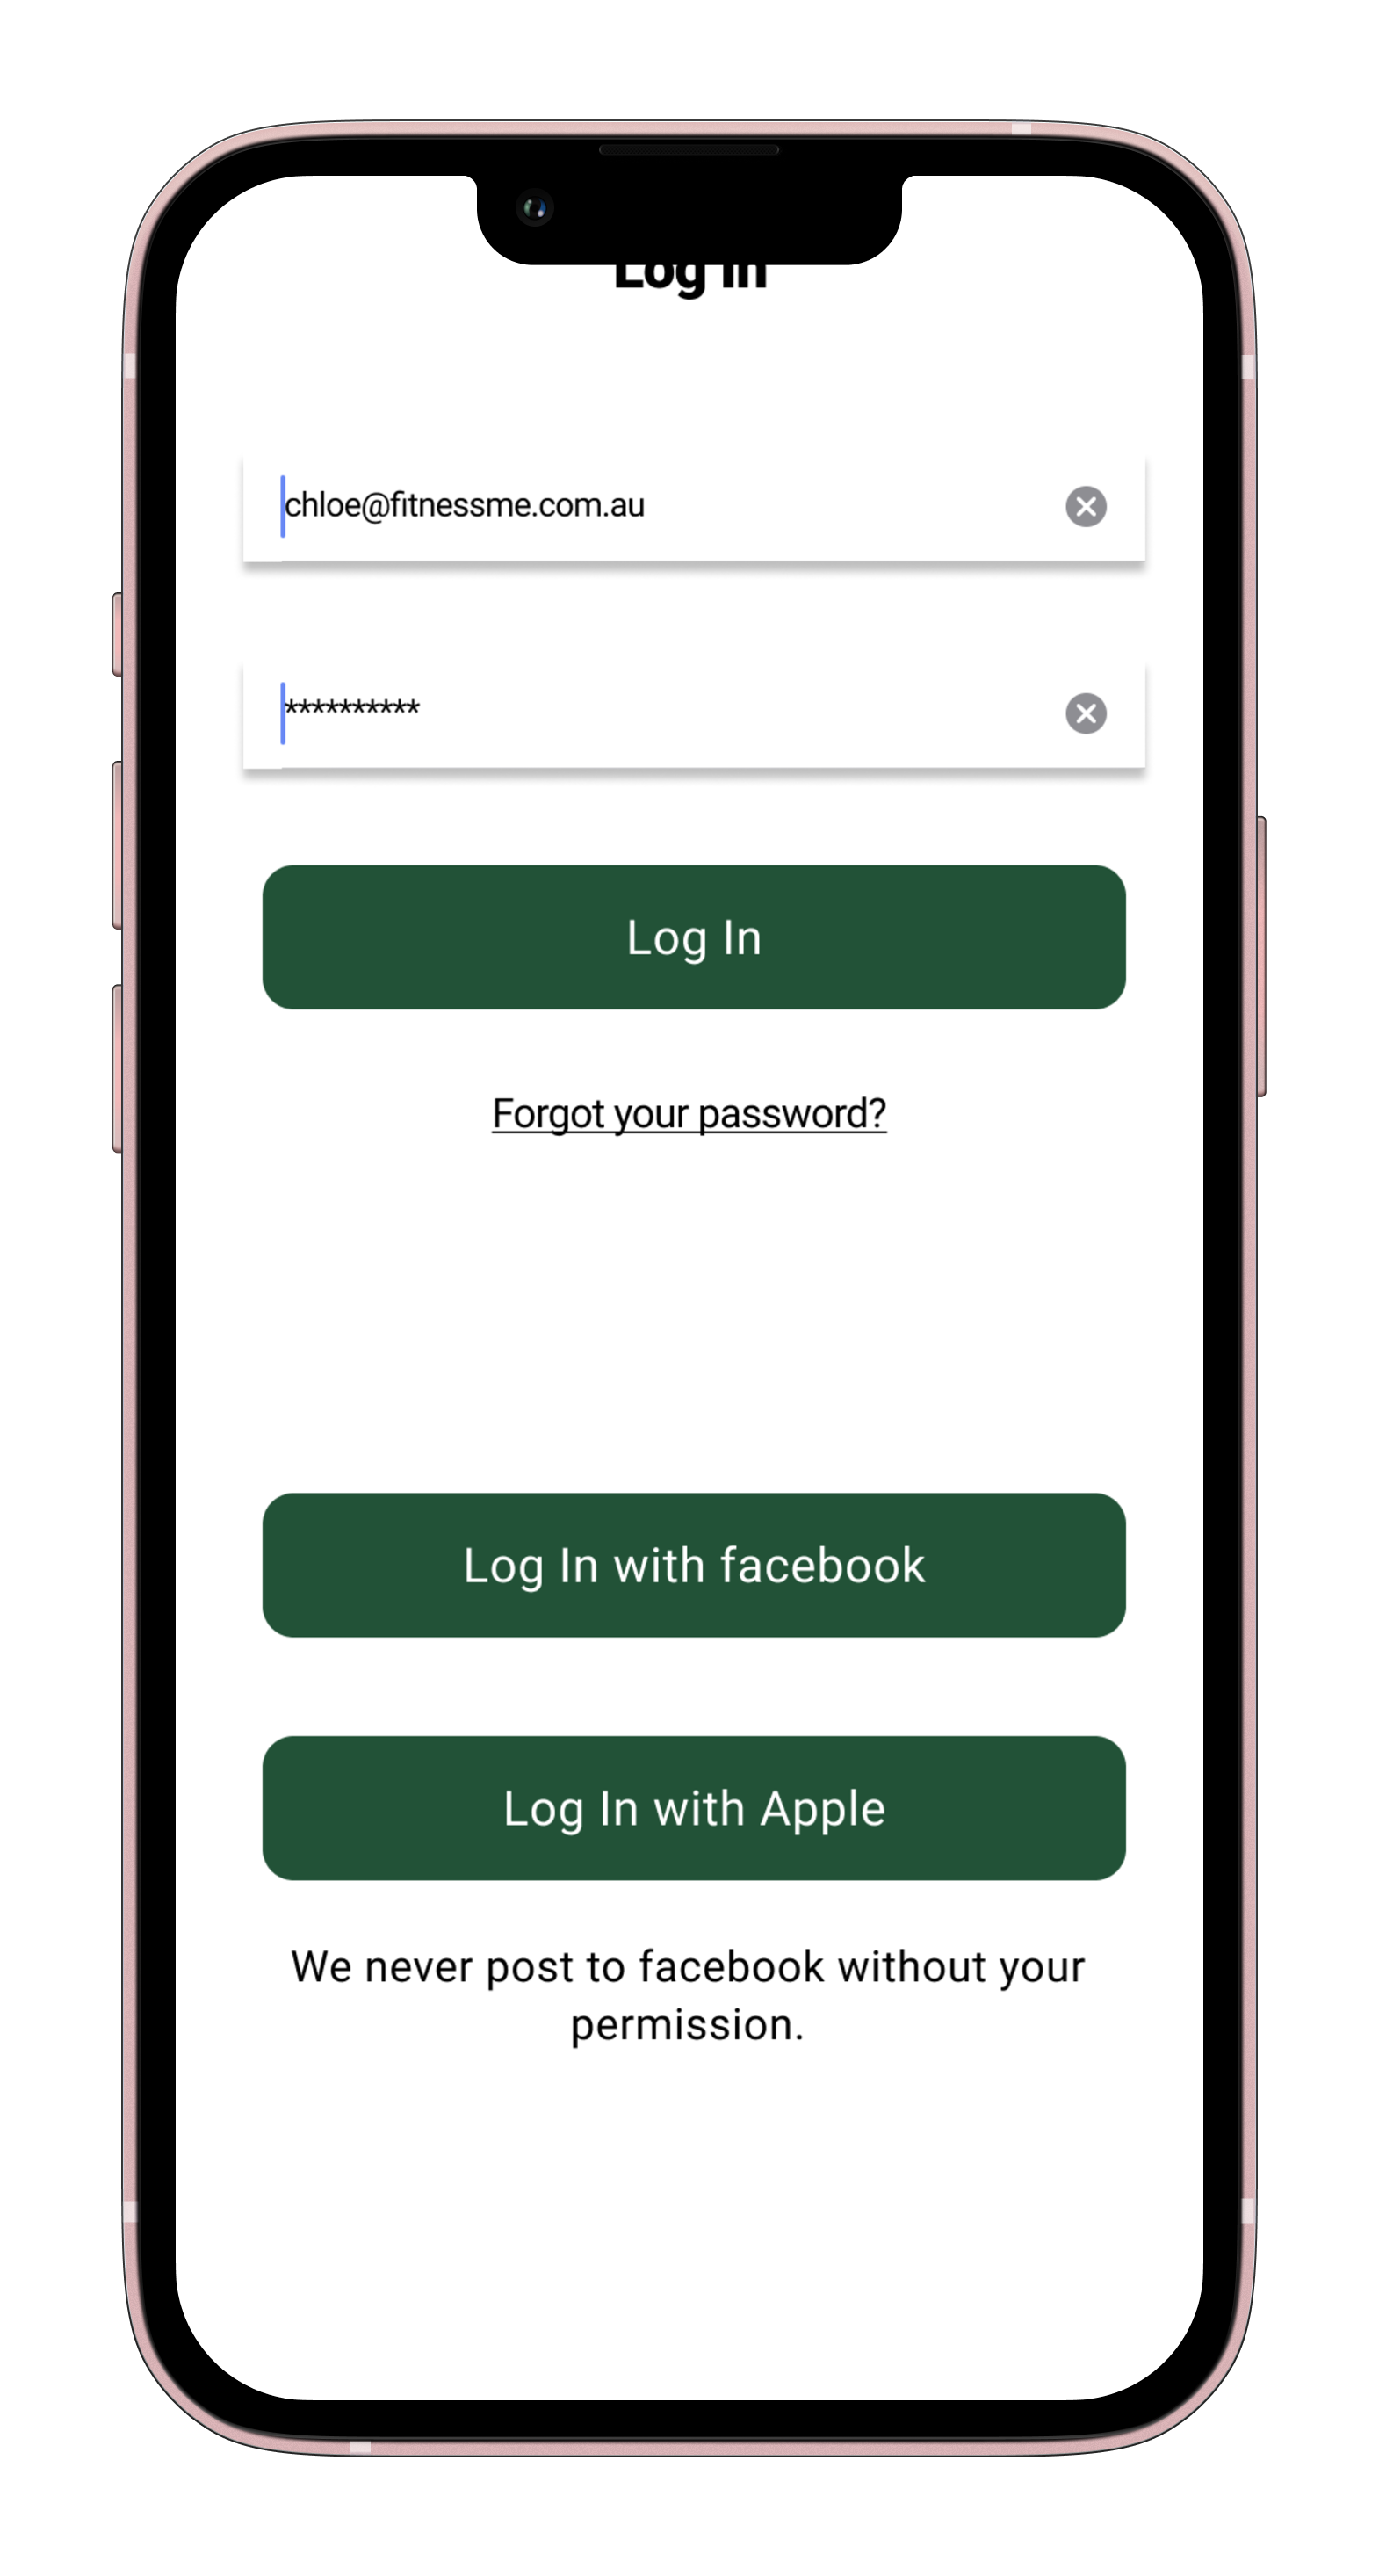 Log in
chloe@fitnessme.com.au
**********
Log In
Forgot your password?
Log In with facebook
Log In with Apple
We never post to facebook without your
permission.